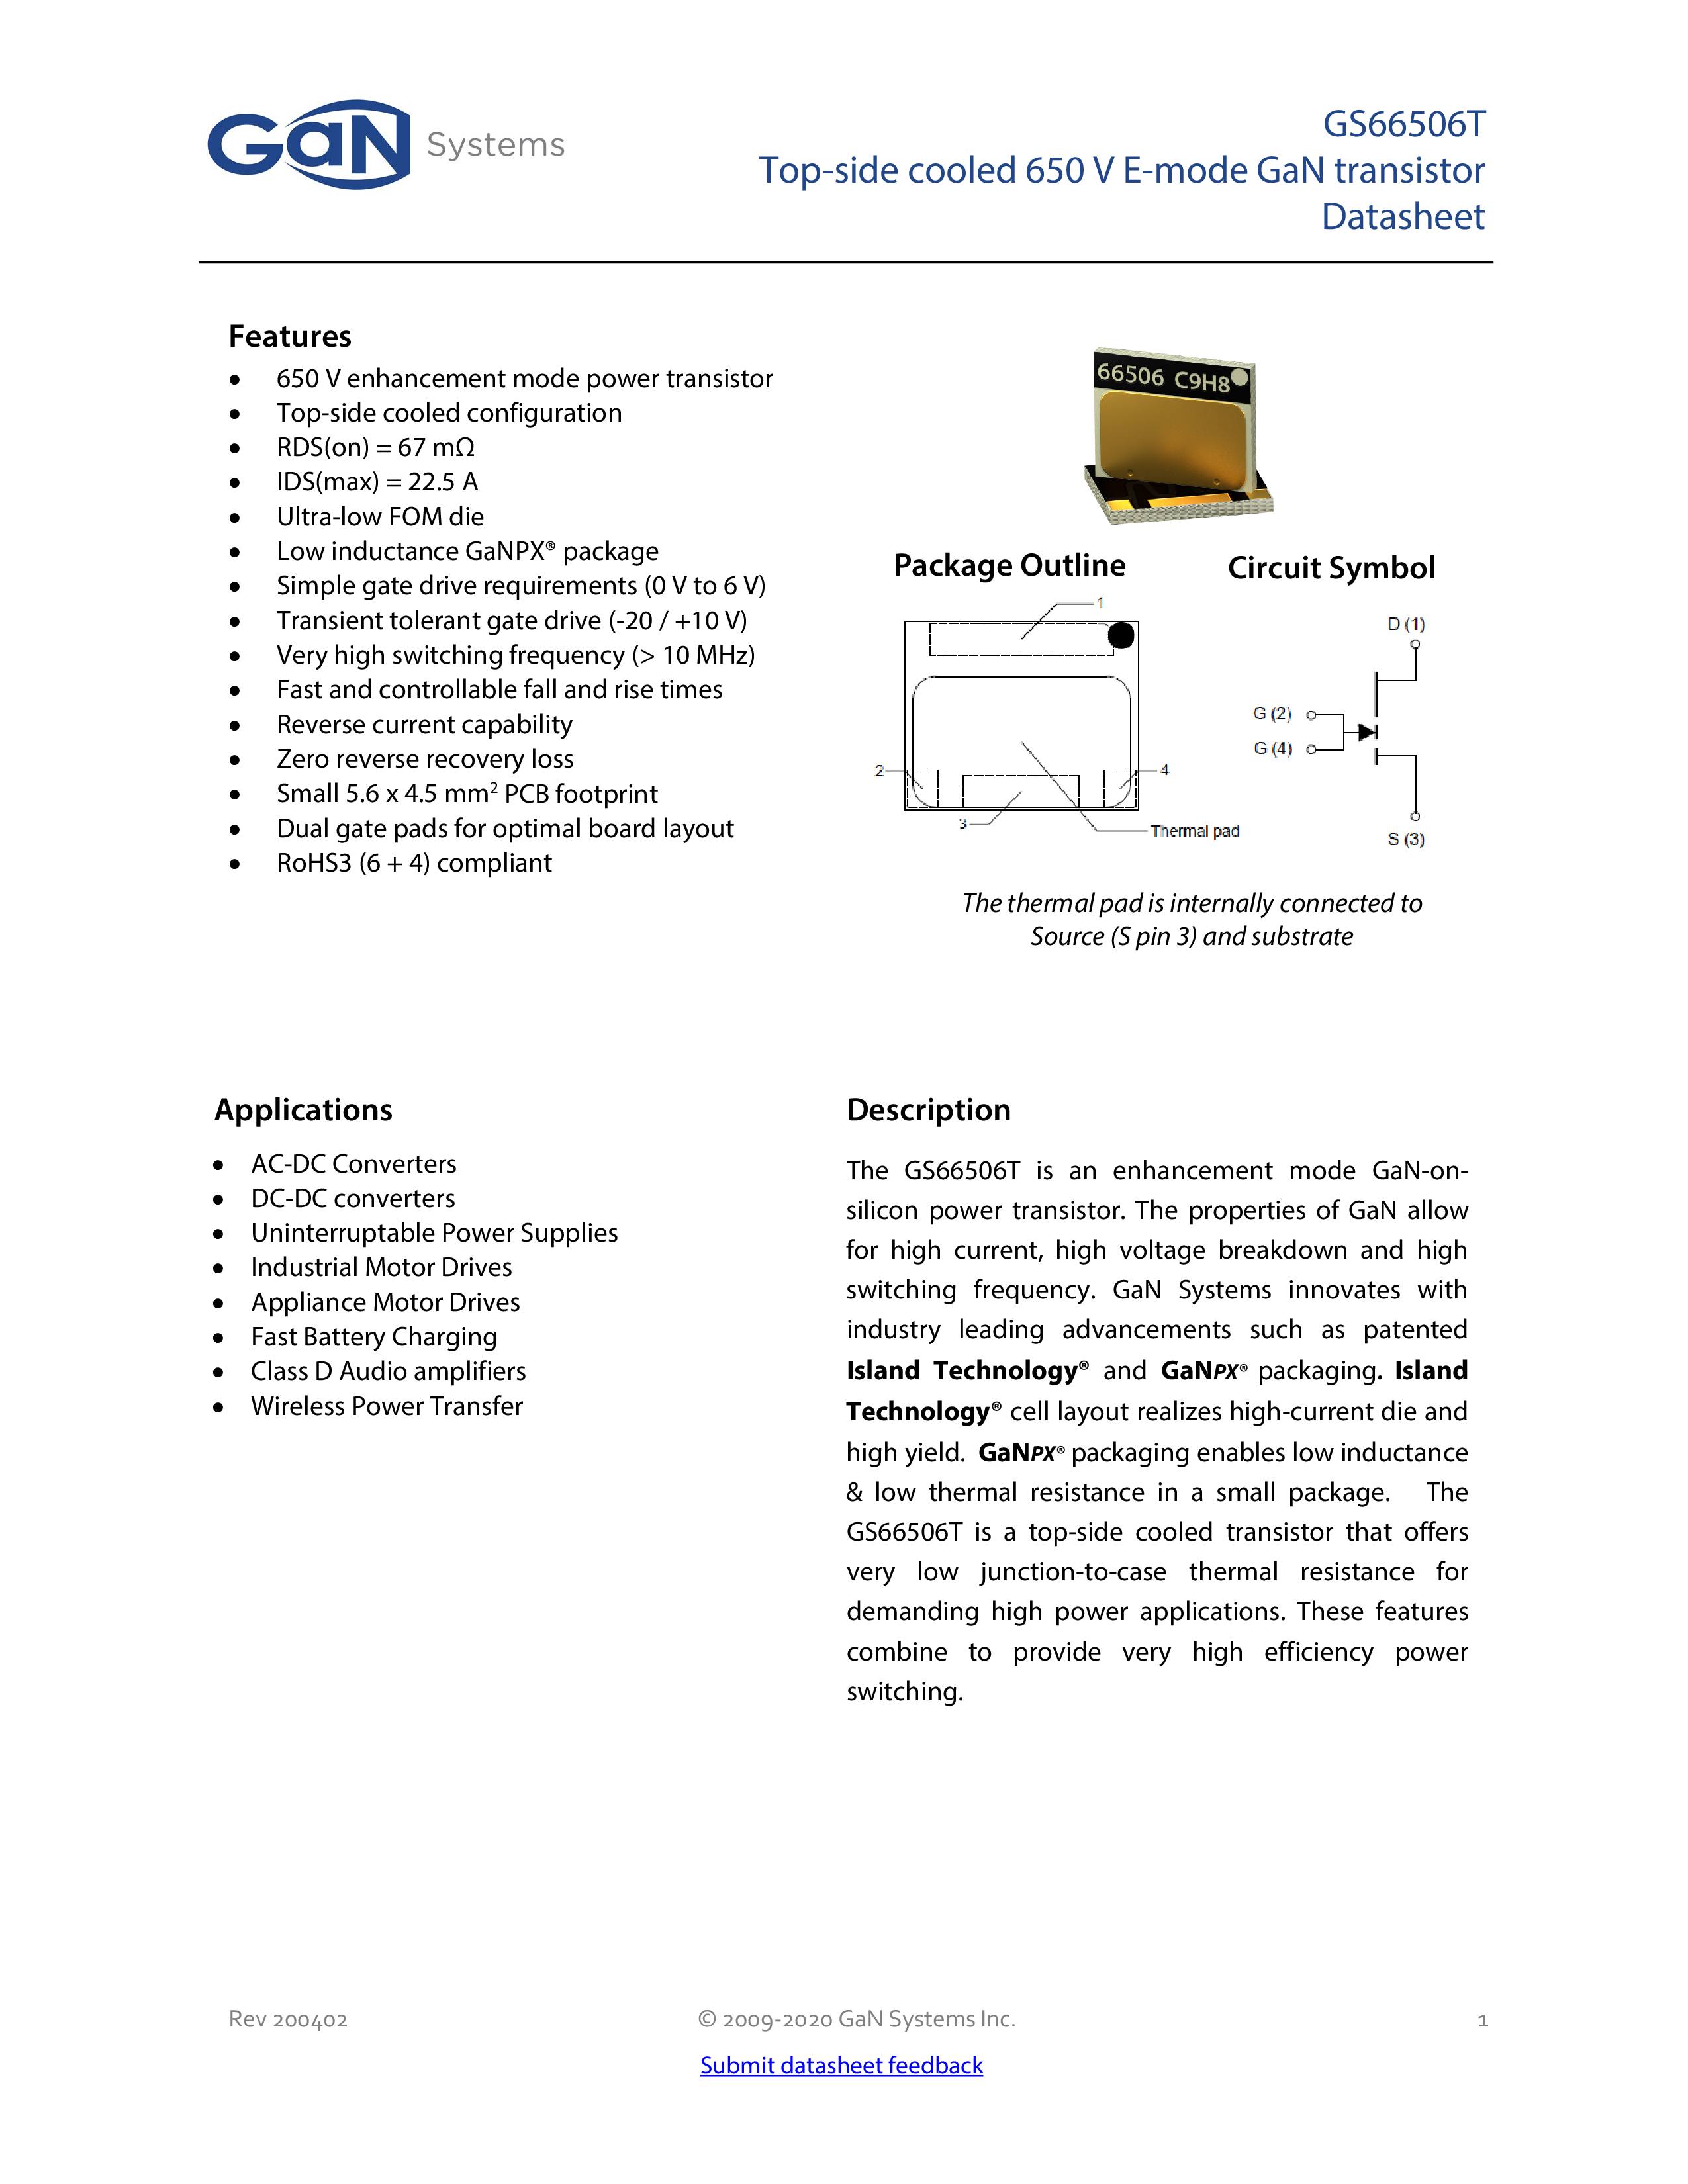 GaN Systems
GS66506T
Top-side cooled 650 V E-mode GaN transistor
Datasheet
Features
• 650 V enhancement mode power transistor
• Top-side cooled configuration
• RDS(on) = 67 mΩ
• IDS(max) = 22.5 A
• Ultra-low FOM die
• Low inductance GaNPX® package
• Simple gate drive requirements (0 V to 6 V)
• Transient tolerant gate drive (-20 / +10 V)
• Very high switching frequency (> 10 MHz)
• Fast and controllable fall and rise times
• Reverse current capability
• Zero reverse recovery loss
• Small 5.6 x 4.5 mm² PCB footprint
• Dual gate pads for optimal board layout
• RoHS3 (6 + 4) compliant
66506 C9H8
Package Outline
1
2
4
3
Thermal pad
Circuit Symbol
D (1)
G (2)
G (4)
S (3)
The thermal pad is internally connected to
Source (S pin 3) and substrate
Applications
• AC-DC Converters
• DC-DC converters
• Uninterruptable Power Supplies
• Industrial Motor Drives
• Appliance Motor Drives
• Fast Battery Charging
• Class D Audio amplifiers
• Wireless Power Transfer
Description
The GS66506T is an enhancement mode GaN-on-
silicon power transistor. The properties of GaN allow
for high current, high voltage breakdown and high
switching frequency. GaN Systems innovates with
industry leading advancements such as patented
Island Technology® and GaNPX® packaging. Island
Technology® cell layout realizes high-current die and
high yield. GaNPX® packaging enables low inductance
& low thermal resistance in a small package. The
GS66506T is a top-side cooled transistor that offers
very low junction-to-case thermal resistance for
demanding high power applications. These features
combine to provide very high efficiency power
switching.
Rev 200402
© 2009-2020 GaN Systems Inc.
1
Submit datasheet feedback